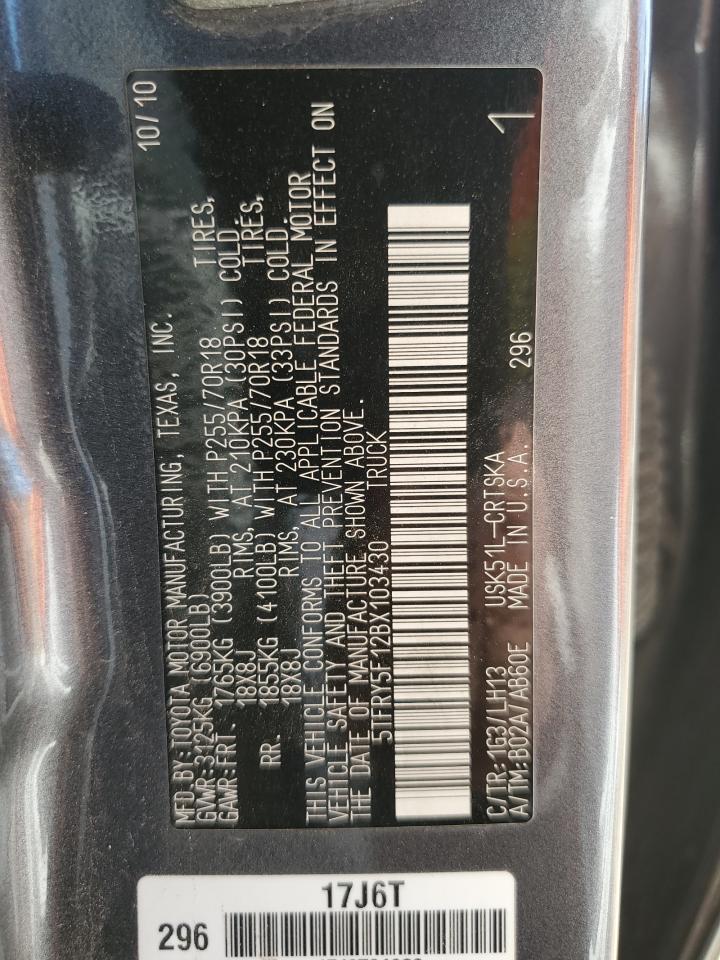 MFD.BY:TOYOTA MOTOR MANUFACTURING, TEXAS, INC. 10/10
GVWR:3125KG (6900LB)
GAWR:FRT. 1765KG (3900LB) WITH P255/70R18 TIRES,
18X8J RIMS, AT 210KPA (30PSI) COLD.
RR. 1855KG (4100LB) WITH P255/70R18 TIRES,
18X8J RIMS, AT 230KPA (33PSI) COLD.
THIS VEHICLE CONFORMS TO ALL APPLICABLE FEDERAL MOTOR
VEHICLE SAFETY AND THEFT PREVENTION STANDARDS IN EFFECT ON
THE DATE OF MANUFACTURE SHOWN ABOVE.
5TFRY5F12BX103430 TRUCK
C/TR:1G3/LH13 USK51L-CRTSKA
A/TM:B02A/AB60E MADE IN U.S.A. 296 1
17J6T
296